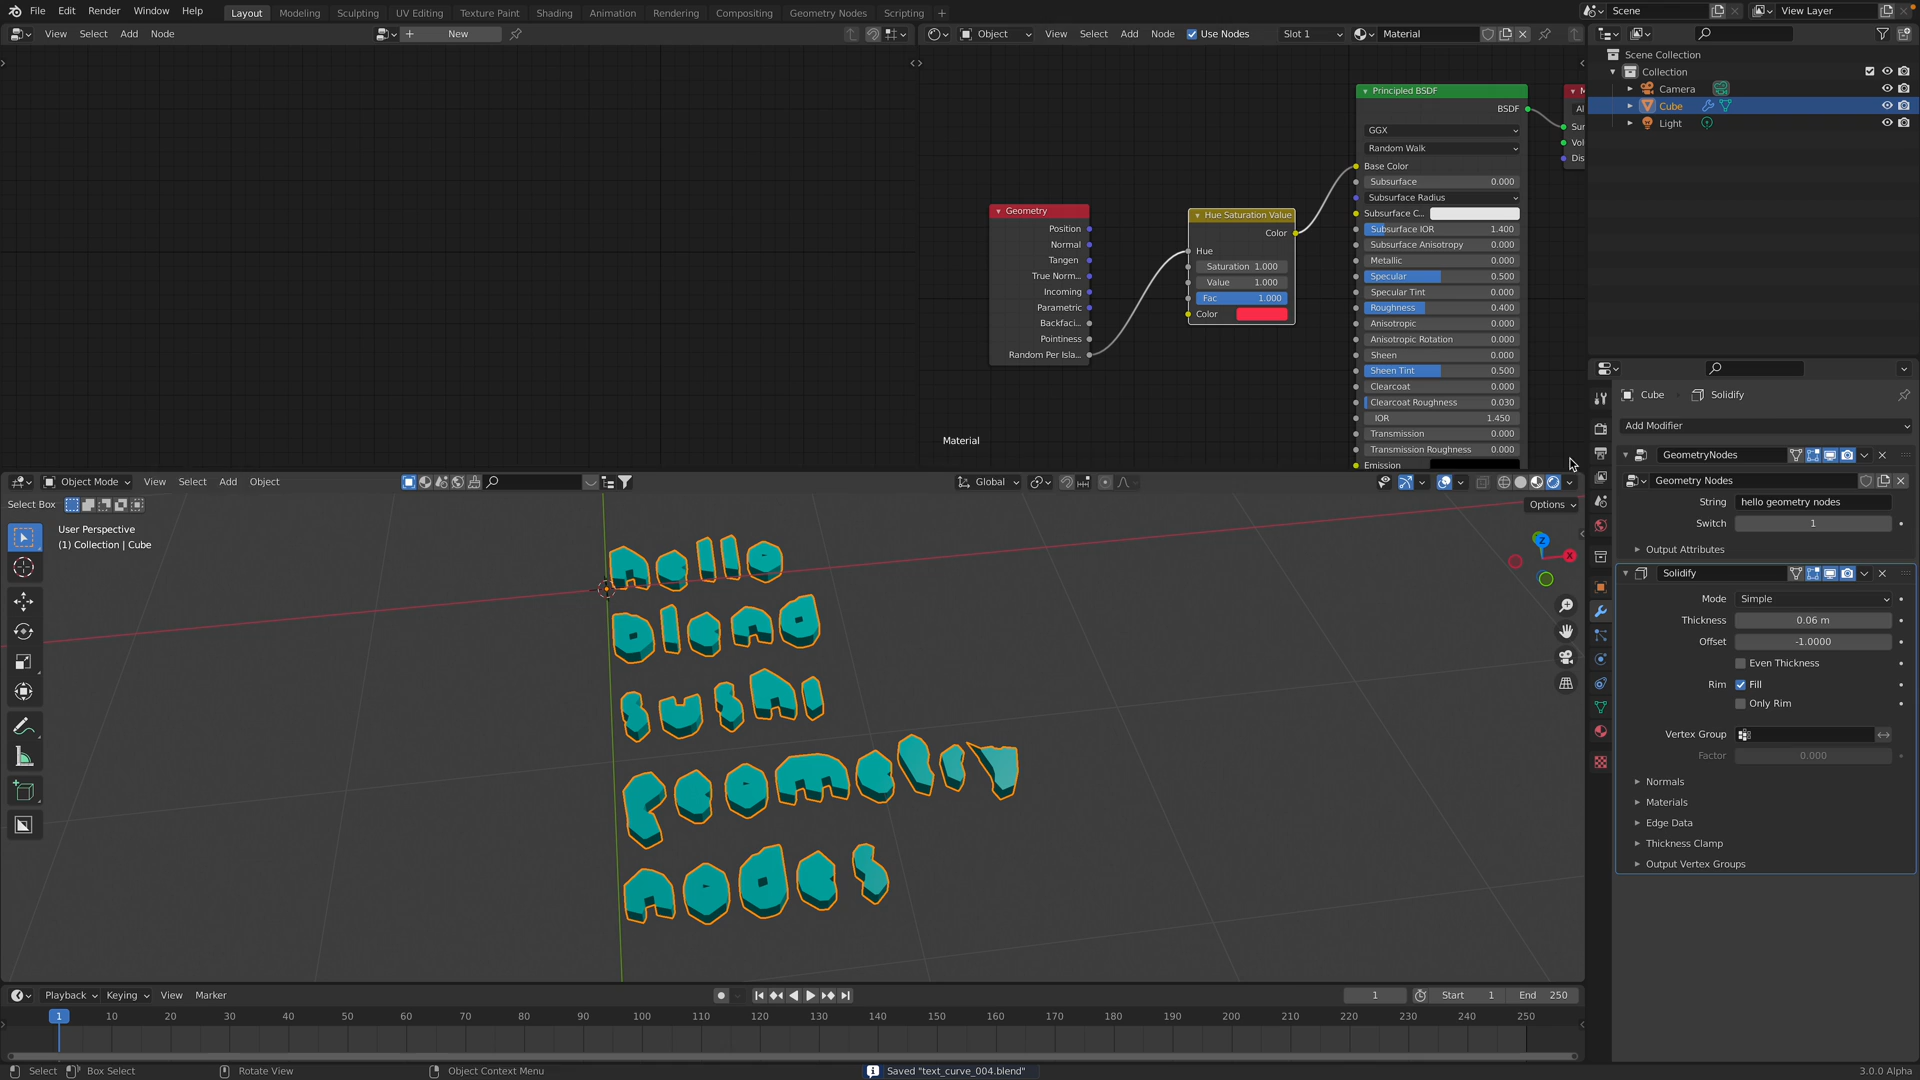 File Edit Render Window Help Layout Modeling Sculpting UV Editing Texture Paint Shading Animation Rendering Compositing Geometry Nodes Scripting + Scene View Layer
View Select Add Node + New
Object View Select Add Node Use Nodes Slot 1 Material
Scene Collection
Collection
Camera
Cube
Light
Geometry
Position
Normal
Tangen
True Norm...
Incoming
Parametric
Backfaci...
Pointiness
Random Per Isla...
Hue Saturation Value
Color
Hue
Saturation 1.000
Value 1.000
Fac 1.000
Color
Principled BSDF
BSDF
GGX
Random Walk
Base Color
Subsurface 0.000
Subsurface Radius
Subsurface C...
Subsurface IOR 1.400
Subsurface Anisotropy 0.000
Metallic 0.000
Specular 0.500
Specular Tint 0.000
Roughness 0.400
Anisotropic 0.000
Anisotropic Rotation 0.000
Sheen 0.000
Sheen Tint 0.500
Clearcoat 0.000
Clearcoat Roughness 0.030
IOR 1.450
Transmission 0.000
Transmission Roughness 0.000
Emission
M
Al
Sur
Vol
Dis
Material
Object Mode View Select Add Object Global
Select Box Options
User Perspective
(1) Collection | Cube
hello
blend
sushi
geometry
nodes
Z
X
Cube Solidify
Add Modifier
GeometryNodes
Geometry Nodes
String hello geometry nodes
Switch 1
Output Attributes
Solidify
Mode Simple
Thickness 0.06 m
Offset -1.0000
Even Thickness
Rim Fill
Only Rim
Vertex Group
Factor 0.000
Normals
Materials
Edge Data
Thickness Clamp
Output Vertex Groups
Playback Keying View Marker 1 Start 1 End 250
1 10 20 30 40 50 60 70 80 90 100 110 120 130 140 150 160 170 180 190 200 210 220 230 240 250
Select Box Select Rotate View Object Context Menu Saved "text_curve_004.blend" 3.0.0 Alpha